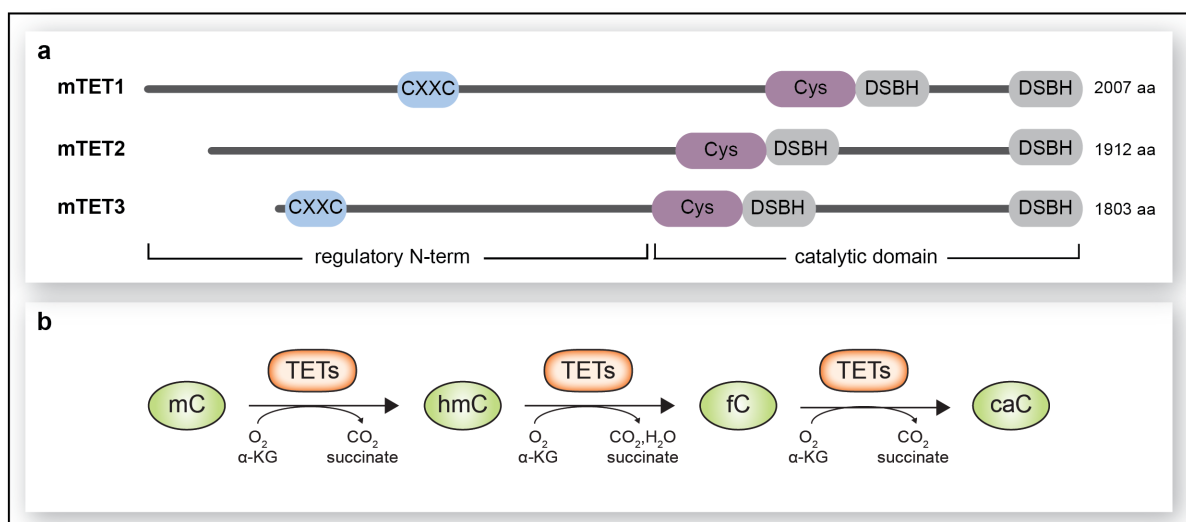 a
mTET1 CXXC Cys DSBH DSBH 2007 aa
mTET2 Cys DSBH DSBH 1912 aa
mTET3 CXXC Cys DSBH DSBH 1803 aa
regulatory N-term catalytic domain
b
TETs TETs TETs
mC hmC fC caC
O₂ CO₂ O₂ CO₂,H₂O O₂ CO₂
α-KG succinate α-KG succinate α-KG succinate